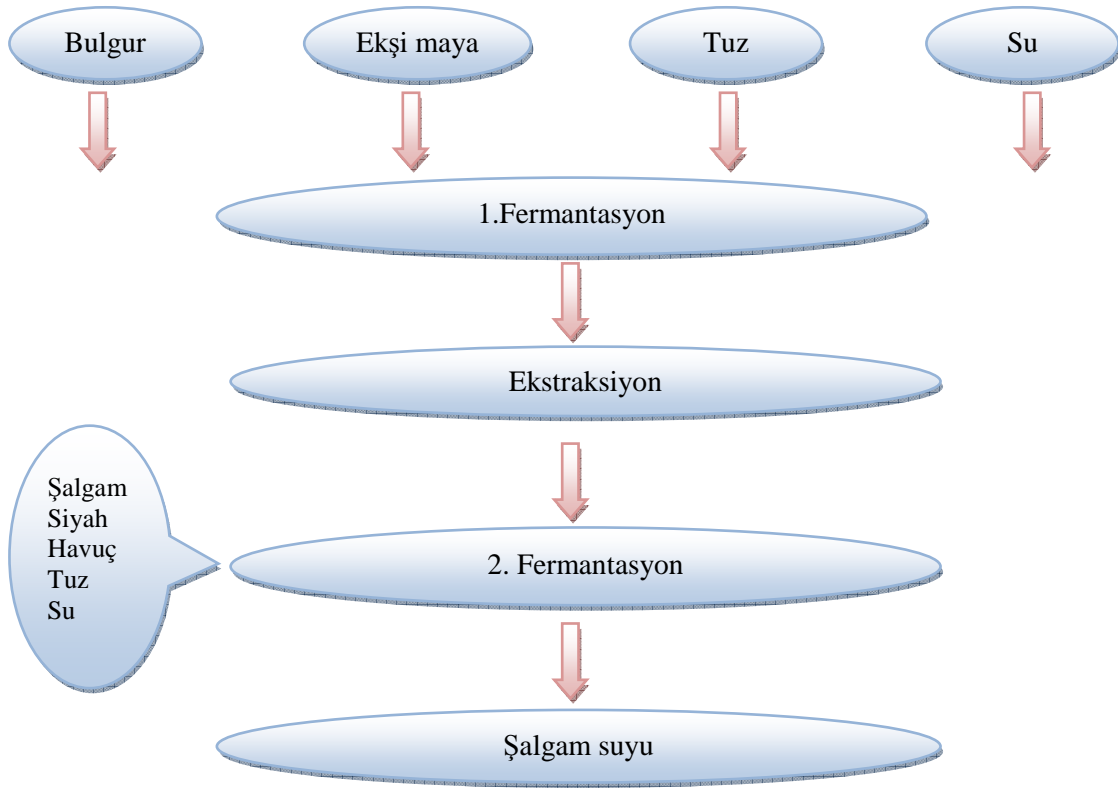 Bulgur
Ekşi maya
Tuz
Su
1.Fermantasyon
Ekstraksiyon
Şalgam
Siyah
Havuç
Tuz
Su
2. Fermantasyon
Şalgam suyu